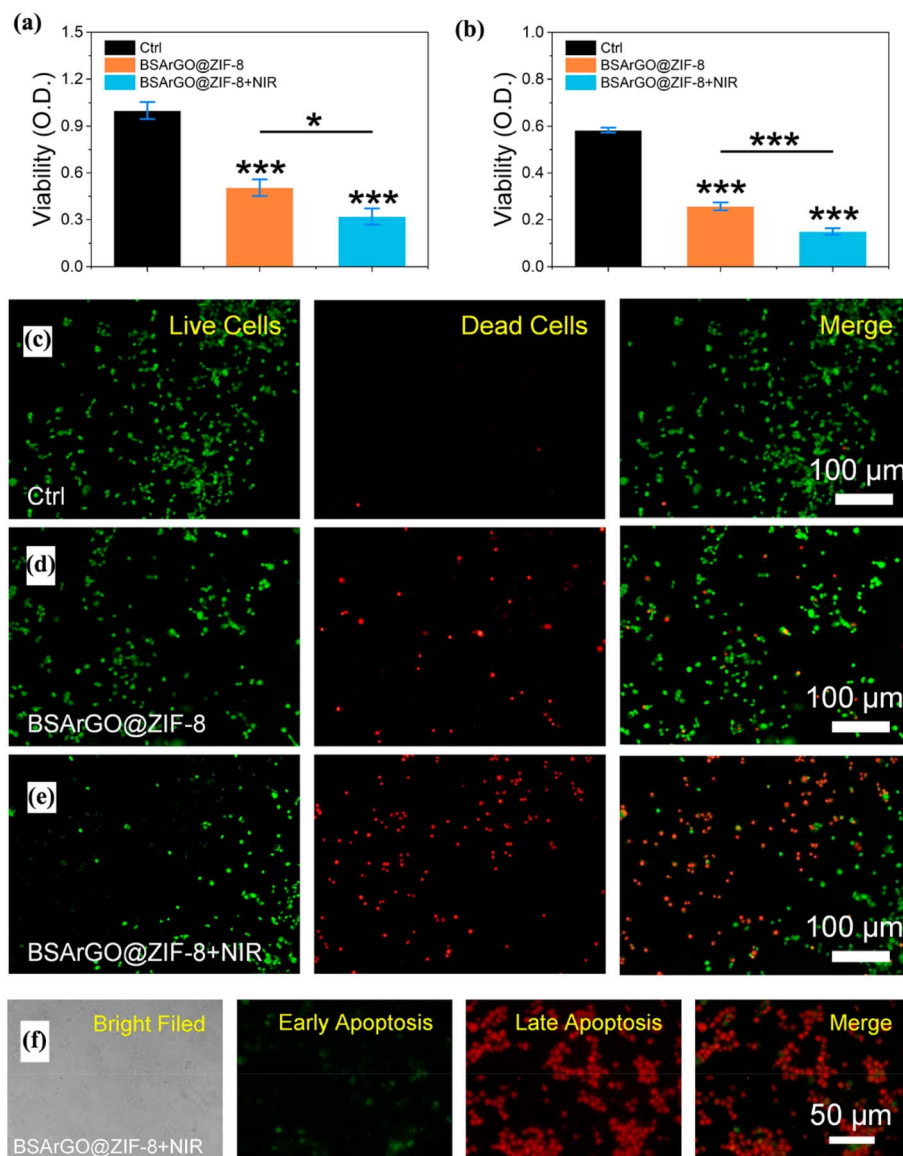 (a)
1.5
1.2
0.9
0.6
0.3
0.0
Viability (O.D.)
Ctrl
BSArGO@ZIF-8
BSArGO@ZIF-8+NIR
*
***
***
(b)
1.0
0.8
0.6
0.4
0.2
0.0
Viability (O.D.)
Ctrl
BSArGO@ZIF-8
BSArGO@ZIF-8+NIR
***
***
***
(c)
Live Cells
Dead Cells
Merge
Ctrl
100 μm
(d)
BSArGO@ZIF-8
100 μm
(e)
BSArGO@ZIF-8+NIR
100 μm
(f)
Bright Filed
Early Apoptosis
Late Apoptosis
Merge
BSArGO@ZIF-8+NIR
50 μm